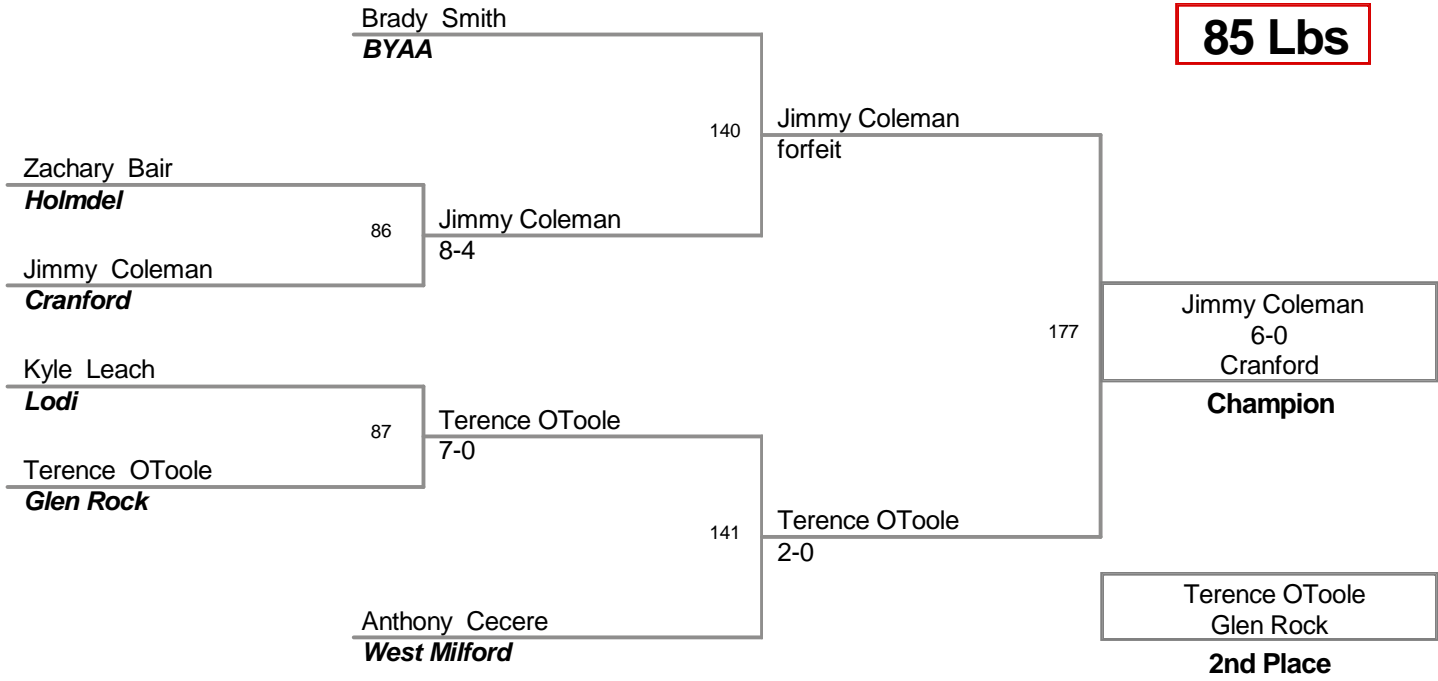 Brady Smith
BYAA
85 Lbs
140
Jimmy Coleman
forfeit
Zachary Bair
Holmdel
86
Jimmy Coleman
8-4
Jimmy Coleman
Cranford
177
Jimmy Coleman
6-0
Cranford
Champion
Kyle Leach
Lodi
87
Terence OToole
7-0
Terence OToole
Glen Rock
141
Terence OToole
2-0
Anthony Cecere
West Milford
Terence OToole
Glen Rock
2nd Place